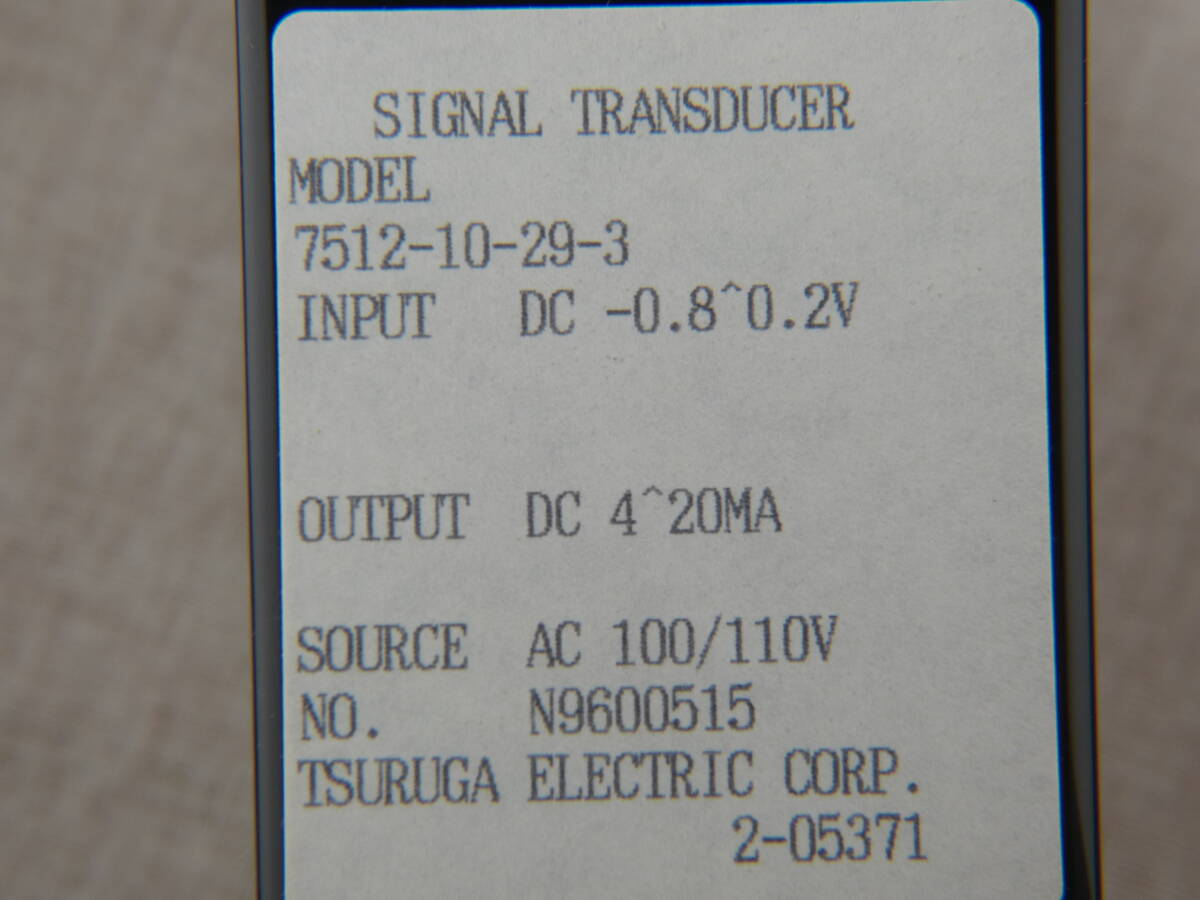 SIGNAL TRANSDUCER
MODEL
7512-10-29-3
INPUT DC -0.8^0.2V
OUTPUT DC 4^20MA
SOURCE AC 100/110V
NO. N9600515
TSURUGA ELECTRIC CORP.
2-05371